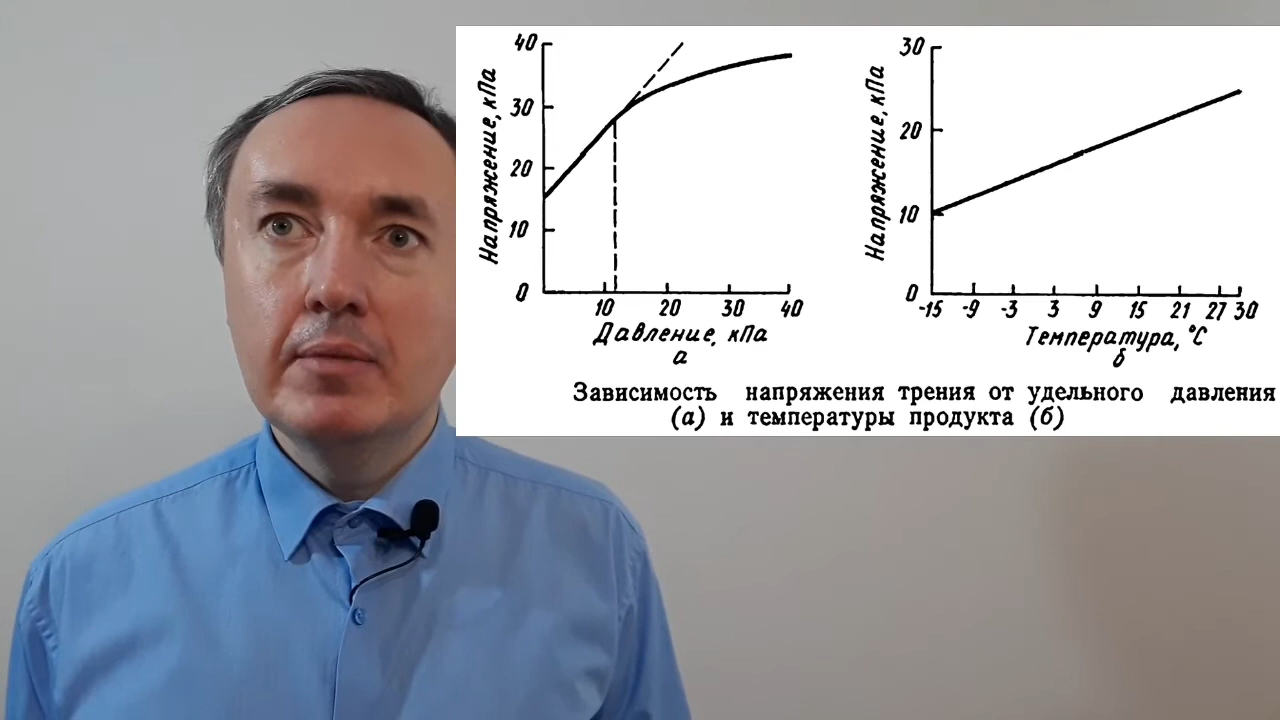 40
30
20
10
0
Напряжение, кПа
10 20 30 40
Давление, кПа
а
30
20
10
0
Напряжение, кПа
-15 -9 -3 3 9 15 21 27 30
Температура, °С
б
Зависимость напряжения трения от удельного давления
(а) и температуры продукта (б)